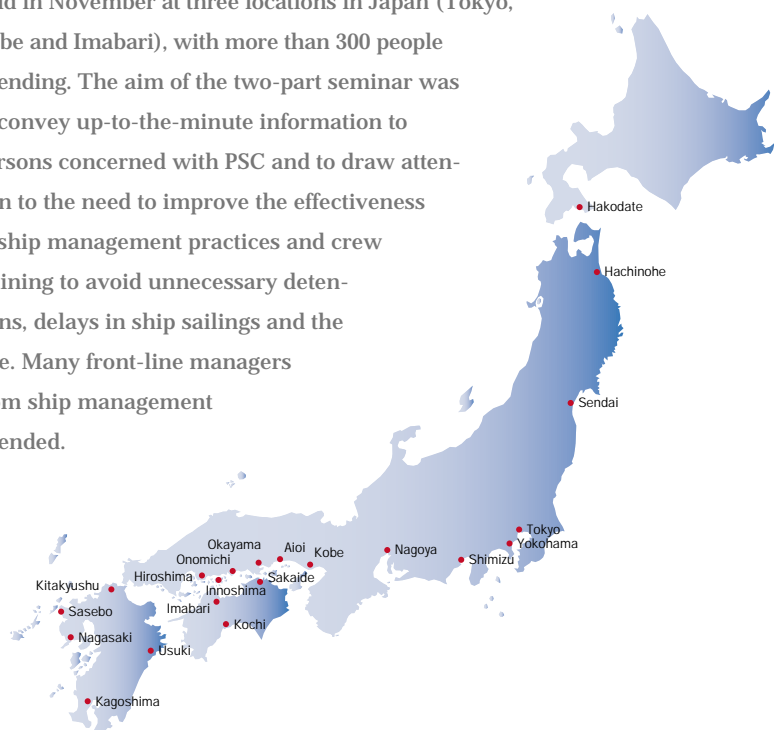 in November at three locations in Japan (Tokyo,
be and Imabari), with more than 300 people
ending. The aim of the two-part seminar was
convey up-to-the-minute information to
rsons concerned with PSC and to draw atten-
n to the need to improve the effectiveness
ship management practices and crew
ining to avoid unnecessary deten-
ns, delays in ship sailings and the
e. Many front-line managers
om ship management
ended.
Hakodate
Hachinohe
Sendai
Tokyo
Yokohama
Shimizu
Nagoya
Kobe
Aioi
Okayama
Onomichi
Hiroshima
Innoshima
Sakaide
Imabari
Kochi
Kitakyushu
Sasebo
Nagasaki
Usuki
Kagoshima